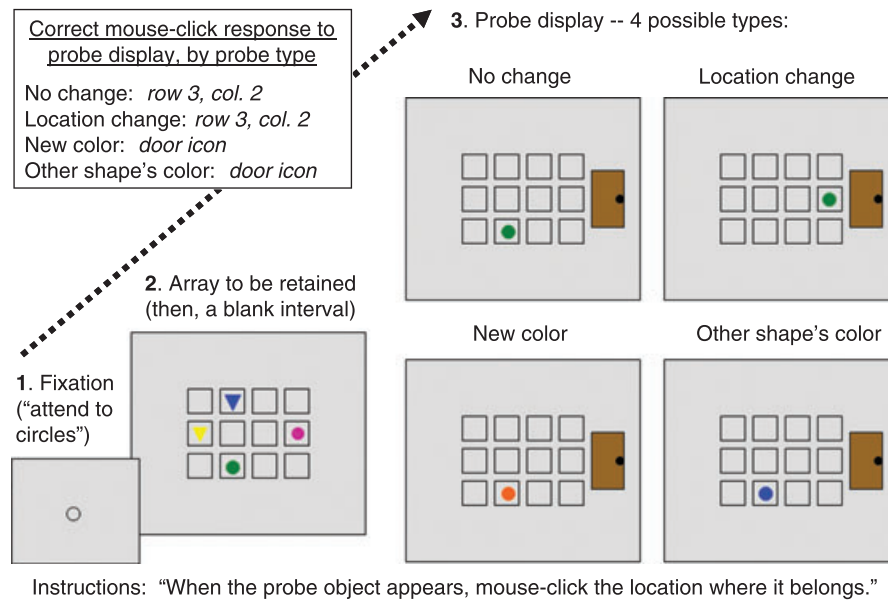 Correct mouse-click response to
probe display, by probe type
No change: row 3, col. 2
Location change: row 3, col. 2
New color: door icon
Other shape's color: door icon
3. Probe display -- 4 possible types:
No change
Location change
2. Array to be retained
(then, a blank interval)
New color
Other shape's color
1. Fixation
("attend to
circles")
Instructions: "When the probe object appears, mouse-click the location where it belongs."